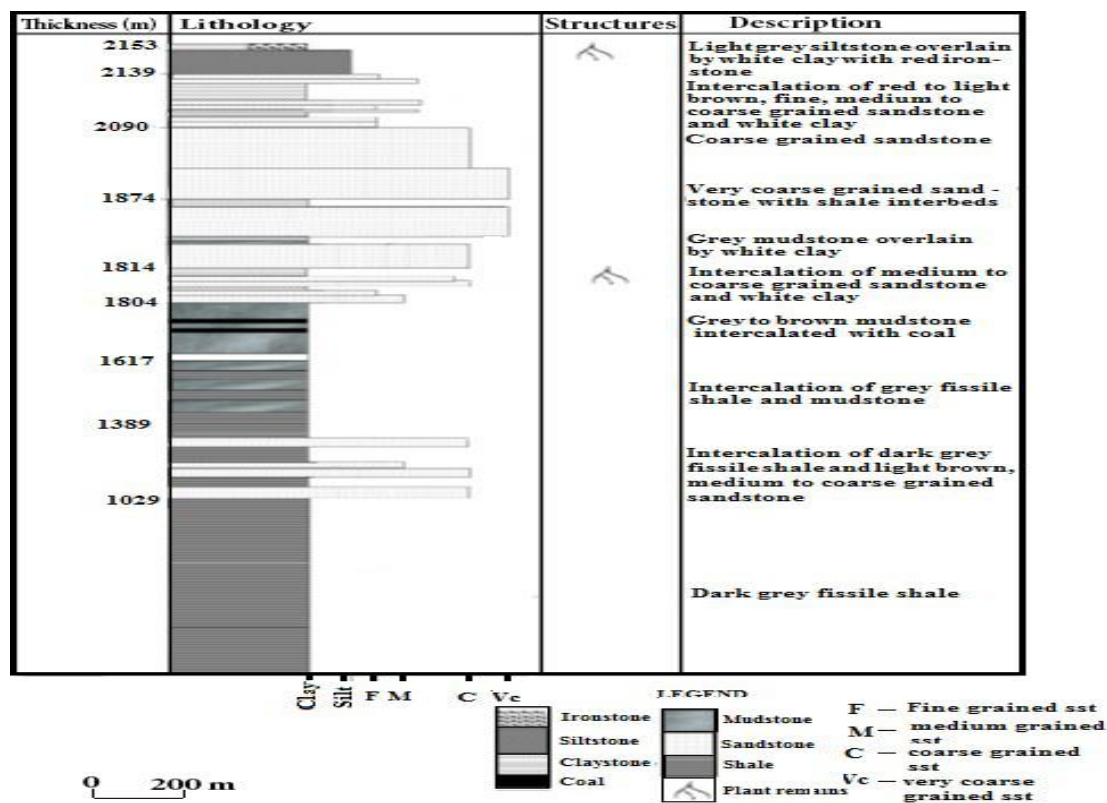 Thickness (m) Lithology Structures Description
2153
2139
2090
1874
1814
1804
1617
1389
1029
Light grey siltstone overlain
by white clay with red iron-
stone
Intercalation of red to light
brown, fine, medium to
coarse grained sandstone
and white clay
Coarse grained sandstone
Very coarse grained sand -
stone with shale interbeds
Grey mudstone overlain
by white clay
Intercalation of medium to
coarse grained sandstone
and white clay
Grey to brown mudstone
intercalated with coal
Intercalation of grey fissile
shale and mudstone
Intercalation of dark grey
fissile shale and light brown,
medium to coarse grained
sandstone
Dark grey fissile shale
Clay Silt F M C Vc
LEGEND
Ironstone
Siltstone
Claystone
Coal
Mudstone
Sandstone
Shale
Plant remains
F — Fine grained sst
M — medium grained
sst
C — coarse grained
sst
Vc — very coarse
grained sst
0 200 m